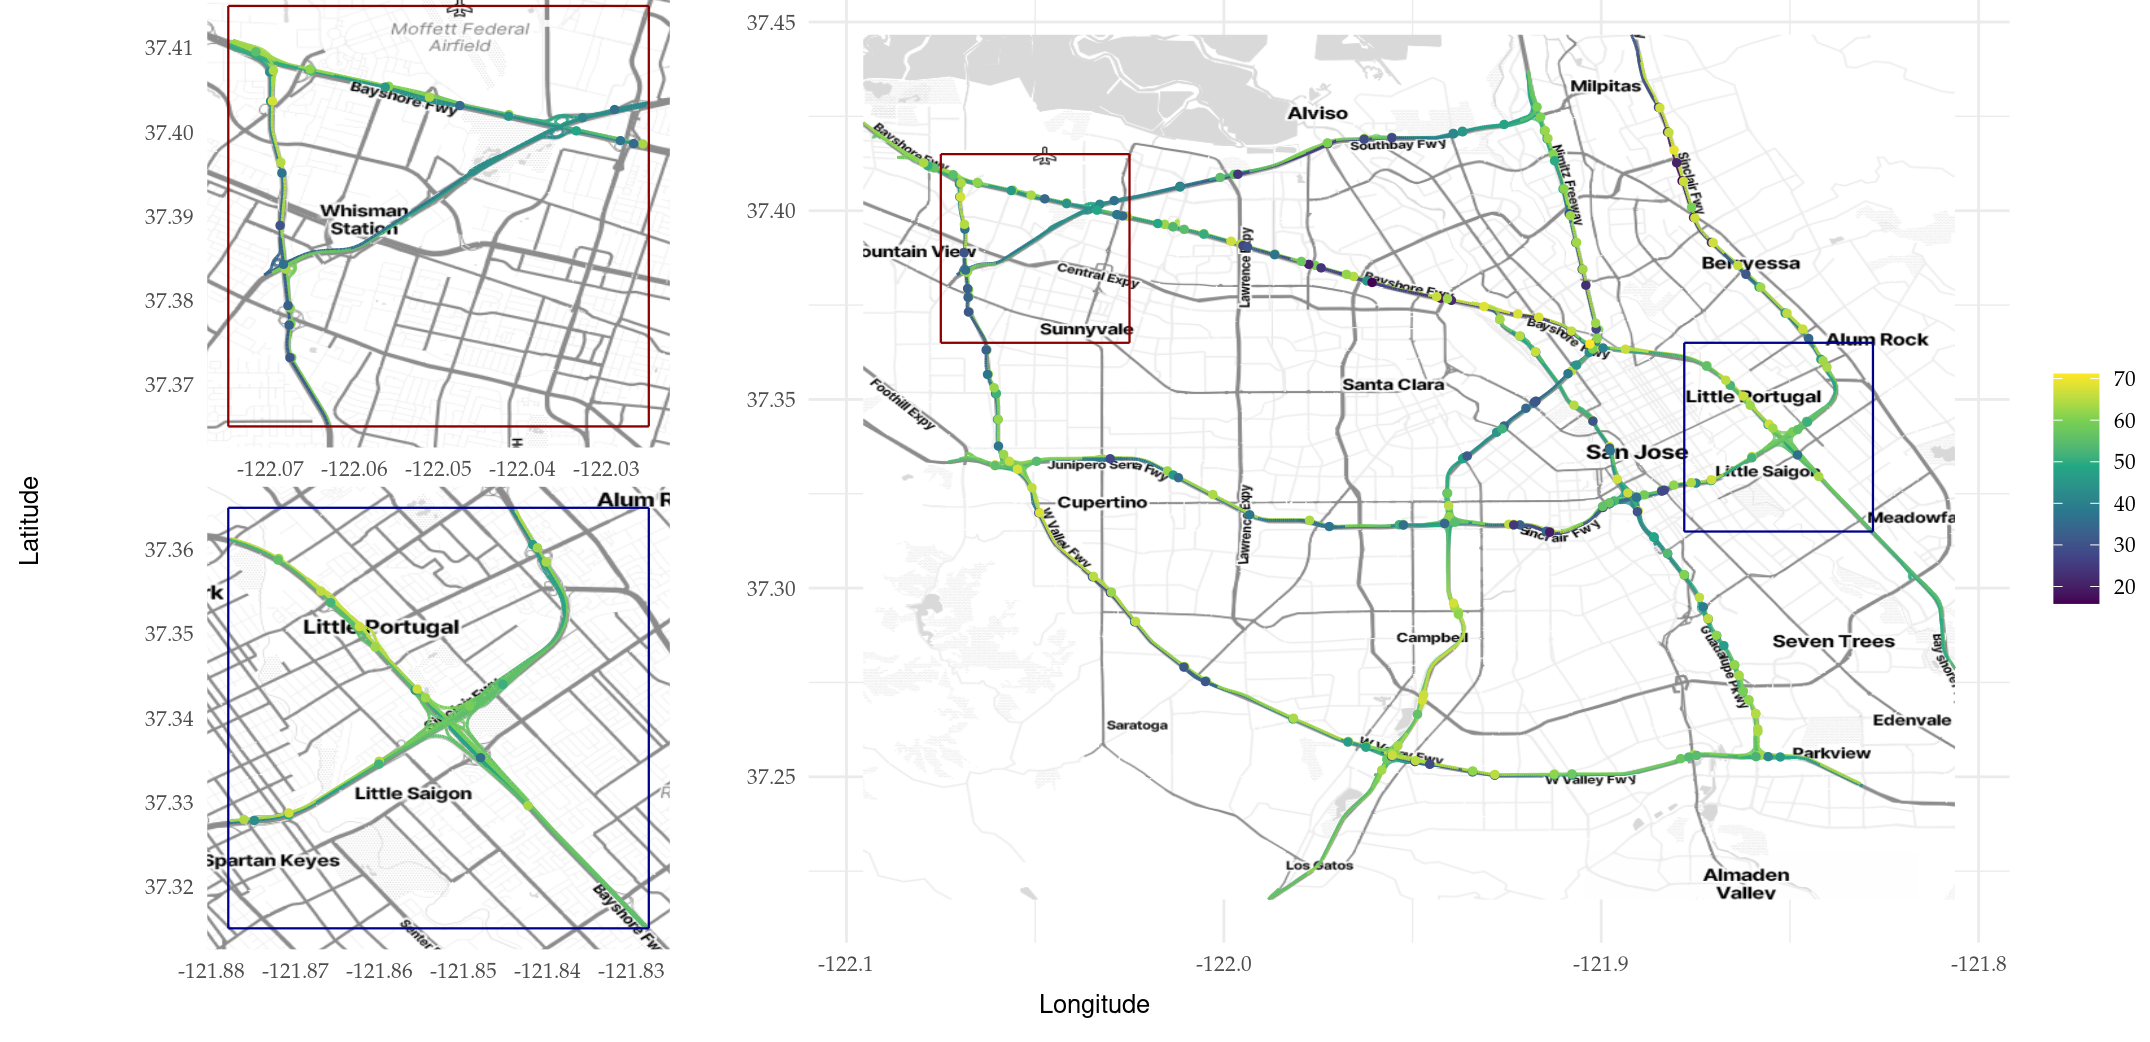 Latitude
37.41
37.40
37.39
37.38
37.37
Moffett Federal
Airfield
Bayshore Fwy
Whisman
Station
H
-122.07
-122.06
-122.05
-122.04
-122.03
37.36
37.35
37.34
37.33
37.32
Alum R
rk
Little Portugal
Little Saigon
Spartan Keyes
Bayshore Fw
Senter
-121.88
-121.87
-121.86
-121.85
-121.84
-121.83
37.45
37.40
37.35
37.30
37.25
Milpitas
Alviso
Bayshore Fwy
Southbay Fwy
Nimitz Freeway
Sinclair Fwy
ountain View
Central Expy
Lawrence Expy
Bayshore Fwy
Berryessa
Sunnyvale
Bayshore Fwy
Alum Rock
Santa Clara
Little Portugal
Foothill Expy
San Jose
Junipero Serra Fwy
Little Saigon
Cupertino
Lawrence Expy
Sinclair Fwy
Meadowfa
W Valley Fwy
Campbell
Seven Trees
Guadalupe Pkwy
Bayshore
Saratoga
Edenvale
W Valley Fwy
Parkview
W Valley Fwy
Los Gatos
Almaden
Valley
-122.1
-122.0
-121.9
-121.8
Longitude
70
60
50
40
30
20